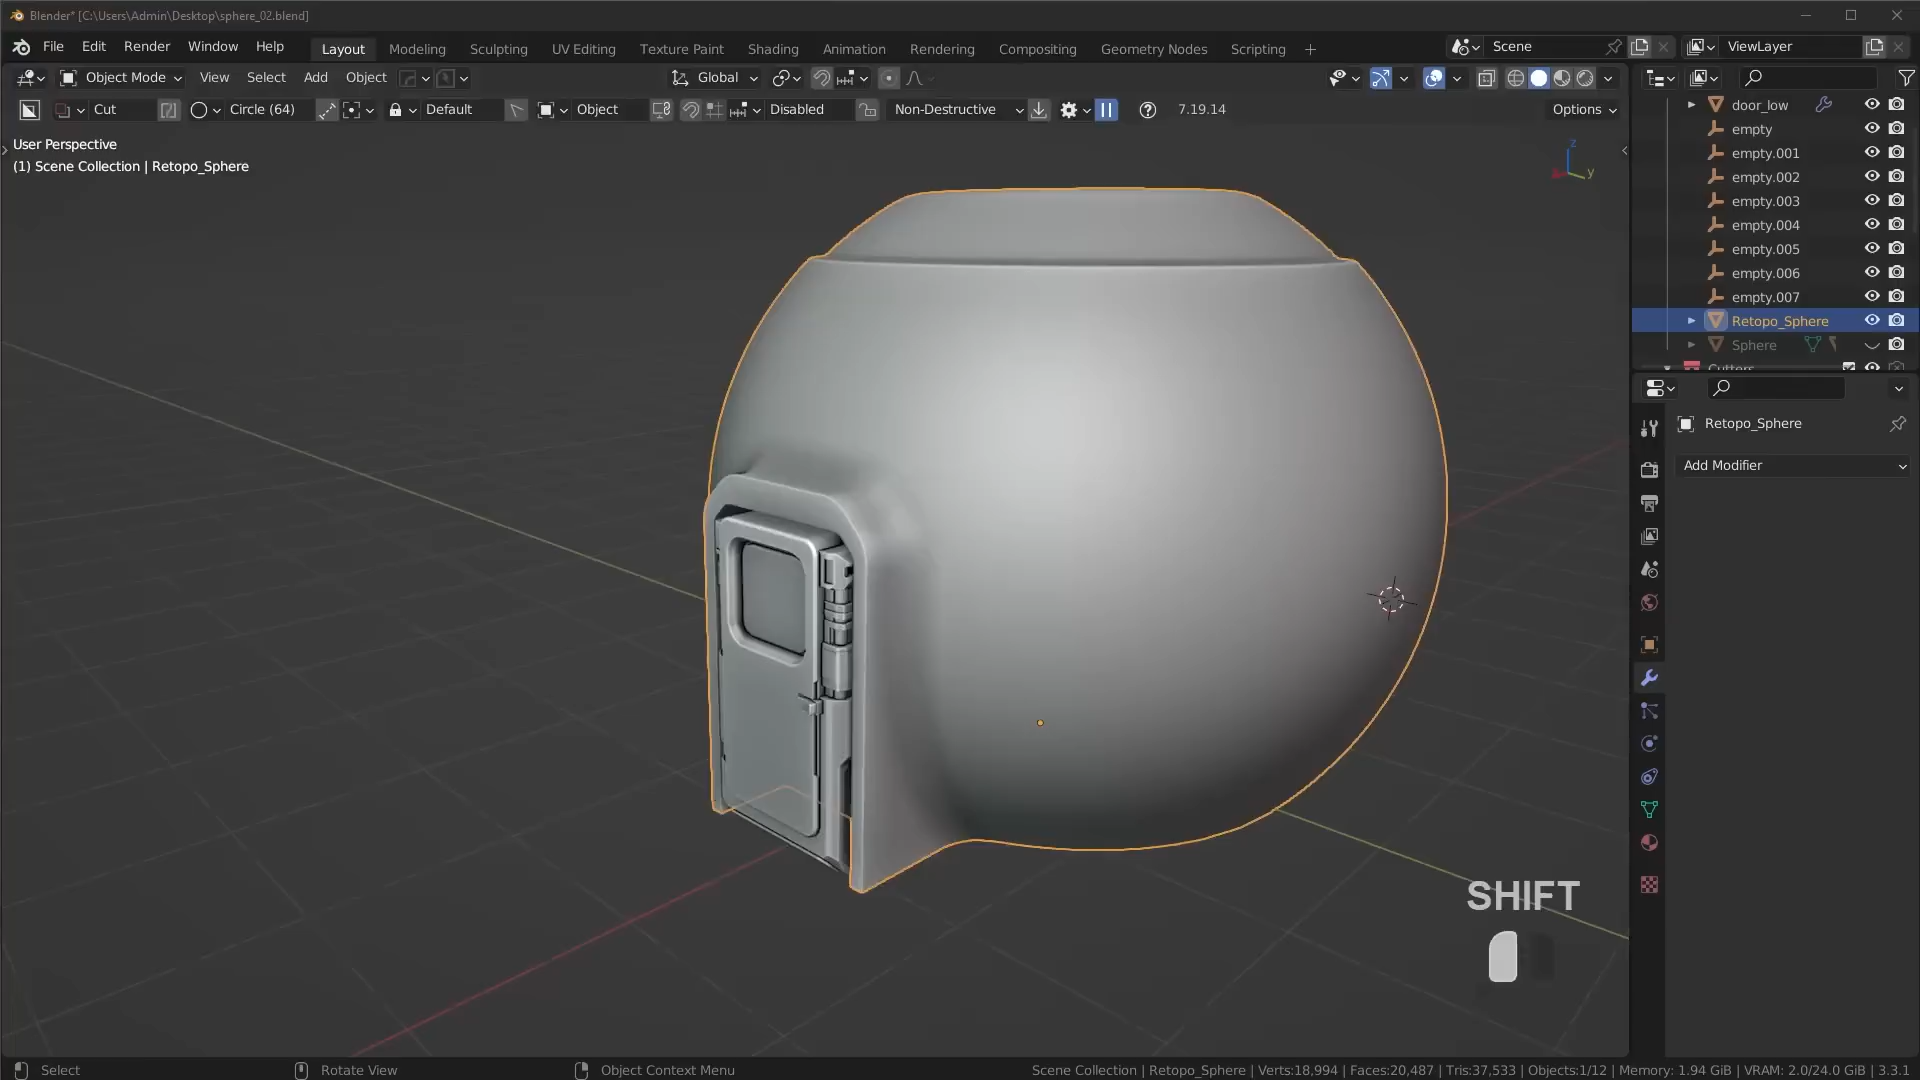 Blender* [C:\Users\Admin\Desktop\sphere_02.blend]
File Edit Render Window Help Layout Modeling Sculpting UV Editing Texture Paint Shading Animation Rendering Compositing Geometry Nodes Scripting + Scene ViewLayer
Object Mode View Select Add Object Global
Cut Circle (64) Default Object Disabled Non-Destructive 7.19.14 Options
User Perspective
(1) Scene Collection | Retopo_Sphere
z
y
door_low
empty
empty.001
empty.002
empty.003
empty.004
empty.005
empty.006
empty.007
Retopo_Sphere
Sphere
Cutters
Retopo_Sphere
Add Modifier
SHIFT
Select Rotate View Object Context Menu Scene Collection | Retopo_Sphere | Verts:18,994 | Faces:20,487 | Tris:37,533 | Objects:1/12 | Memory: 1.94 GiB | VRAM: 2.0/24.0 GiB | 3.3.1